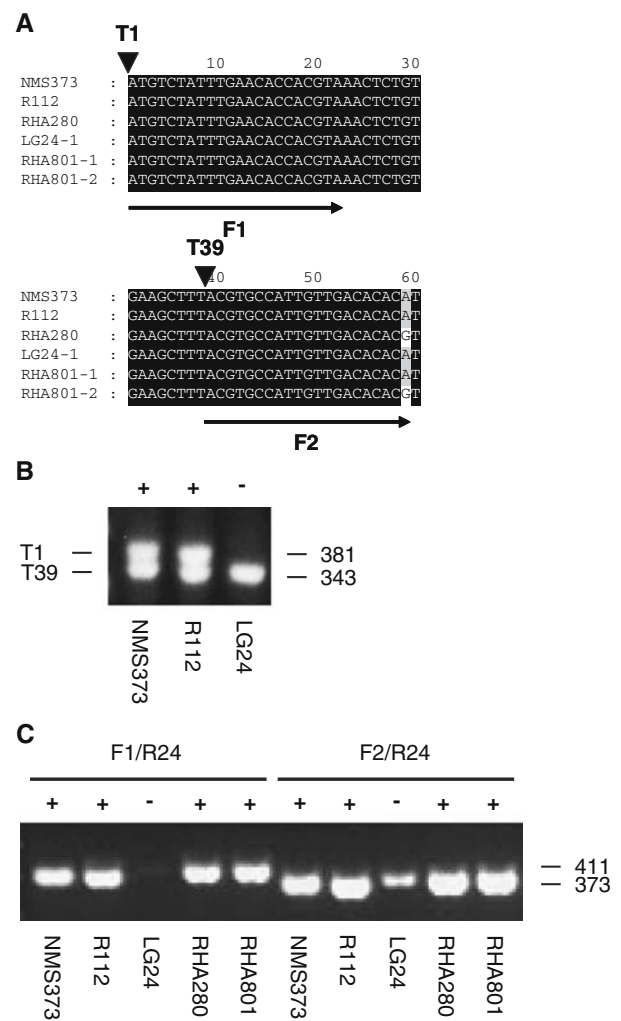 A
T1
10 20 30
NMS373 : ATGTCTATTTGAACACCACGTAAACTCTGT
R112 : ATGTCTATTTGAACACCACGTAAACTCTGT
RHA280 : ATGTCTATTTGAACACCACGTAAACTCTGT
LG24-1 : ATGTCTATTTGAACACCACGTAAACTCTGT
RHA801-1 : ATGTCTATTTGAACACCACGTAAACTCTGT
RHA801-2 : ATGTCTATTTGAACACCACGTAAACTCTGT
F1
T39
40 50 60
NMS373 : GAAGCTTTACGTGCCATTGTTGACACACAT
R112 : GAAGCTTTACGTGCCATTGTTGACACACAT
RHA280 : GAAGCTTTACGTGCCATTGTTGACACACGT
LG24-1 : GAAGCTTTACGTGCCATTGTTGACACACAT
RHA801-1 : GAAGCTTTACGTGCCATTGTTGACACACAT
RHA801-2 : GAAGCTTTACGTGCCATTGTTGACACACGT
F2
B
+ + -
T1 — — 381
T39 — — 343
NMS373 R112 LG24
C
F1/R24 F2/R24
+ + - + + + + - + +
— 411
— 373
NMS373 R112 LG24 RHA280 RHA801 NMS373 R112 LG24 RHA280 RHA801